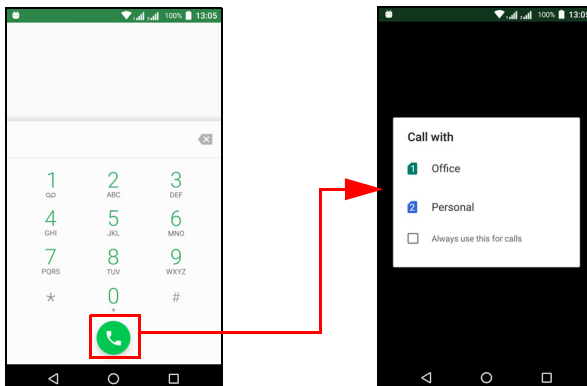 100% 13:05
1 2 3
ABC DEF
4 5 6
GHI JKL MNO
7 8 9
PQRS TUV WXYZ
* 0 #
+
100% 13:05
Call with
1 Office
2 Personal
Always use this for calls